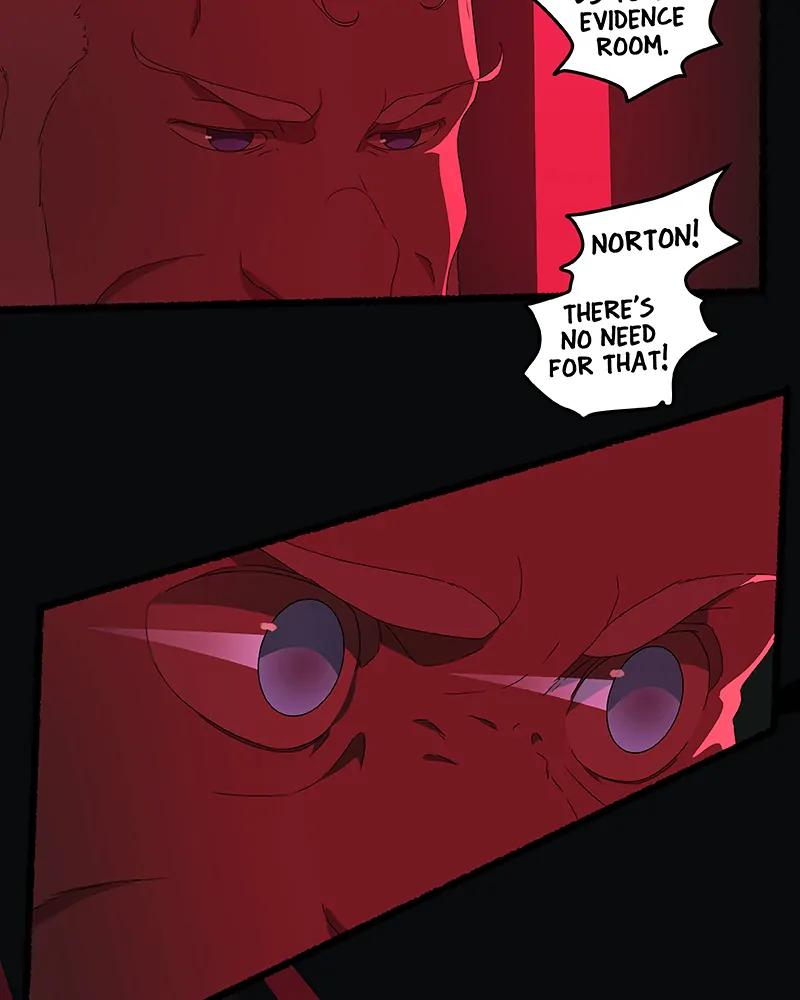 EVIDENCE
ROOM.
NORTON!
THERE'S
NO NEED
FOR THAT!